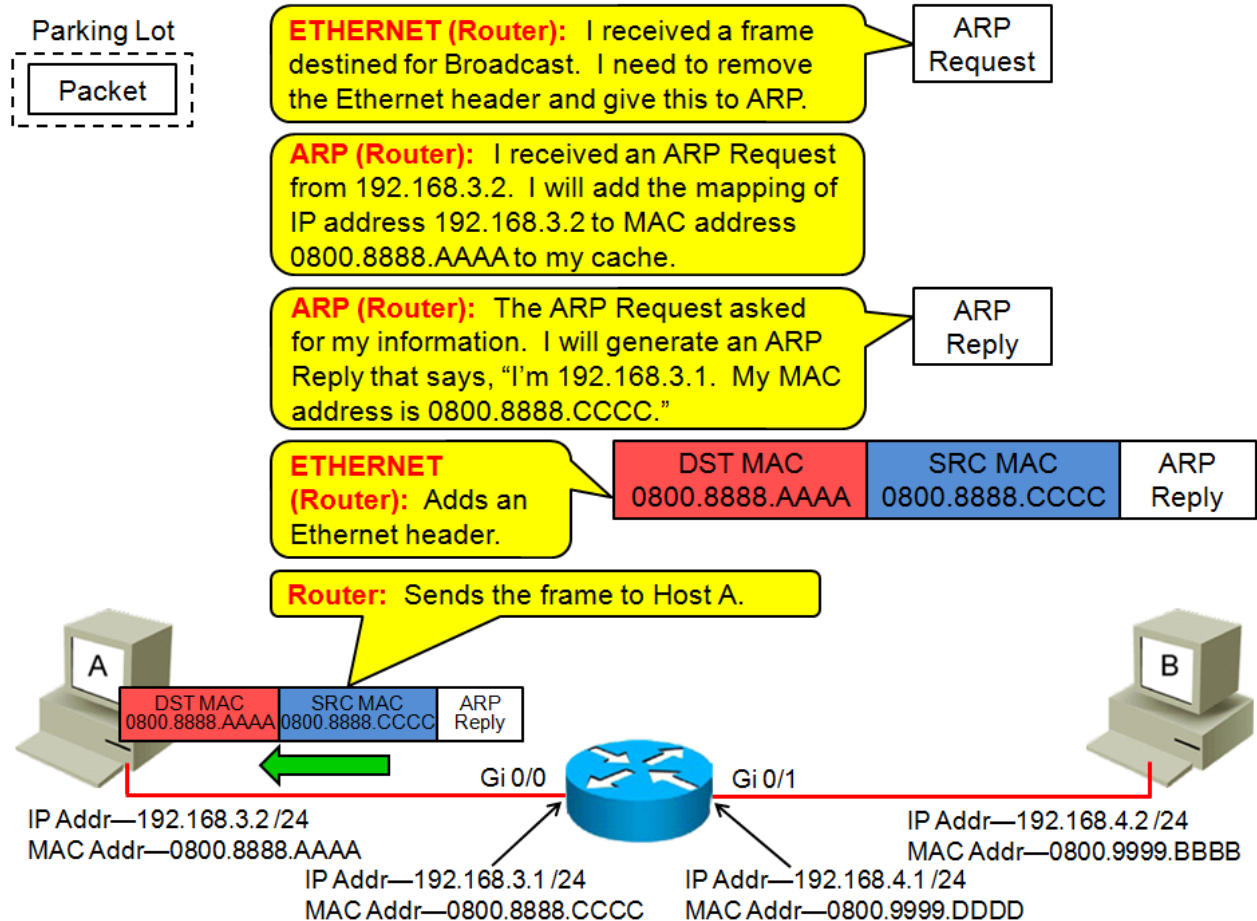 Parking Lot
Packet
ETHERNET (Router): I received a frame
destined for Broadcast. I need to remove
the Ethernet header and give this to ARP.
ARP
Request
ARP (Router): I received an ARP Request
from 192.168.3.2. I will add the mapping of
IP address 192.168.3.2 to MAC address
0800.8888.AAAA to my cache.
ARP (Router): The ARP Request asked
for my information. I will generate an ARP
Reply that says, “I’m 192.168.3.1. My MAC
address is 0800.8888.CCCC.”
ARP
Reply
ETHERNET
(Router): Adds an
Ethernet header.
DST MAC
0800.8888.AAAA
SRC MAC
0800.8888.CCCC
ARP
Reply
Router: Sends the frame to Host A.
A
DST MAC
0800.8888.AAAA
SRC MAC
0800.8888.CCCC
ARP
Reply
B
Gi 0/0
Gi 0/1
IP Addr—192.168.3.2 /24
MAC Addr—0800.8888.AAAA
IP Addr—192.168.3.1 /24
MAC Addr—0800.8888.CCCC
IP Addr—192.168.4.1 /24
MAC Addr—0800.9999.DDDD
IP Addr—192.168.4.2 /24
MAC Addr—0800.9999.BBBB